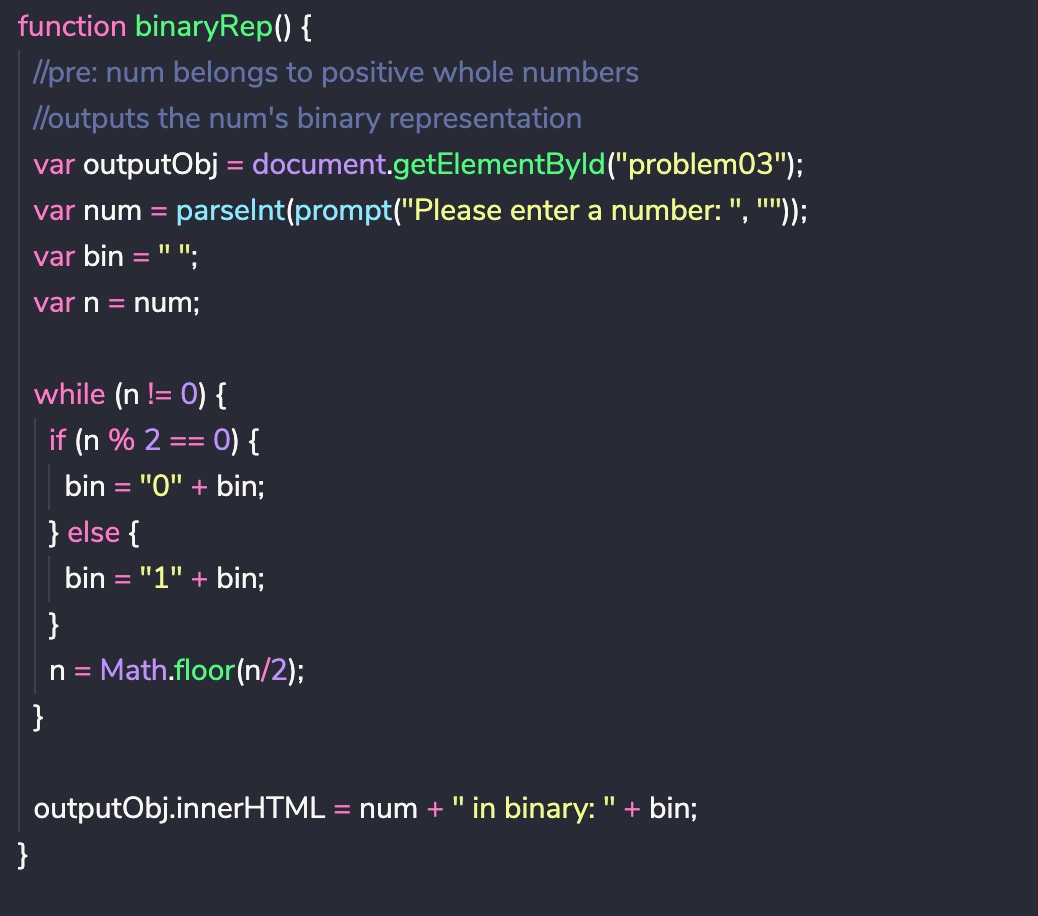 function binaryRep() {
//pre: num belongs to positive whole numbers
//outputs the num's binary representation
var outputObj = document.getElementById("problem03");
var num = parseInt(prompt("Please enter a number: ", ""));
var bin = " ";
var n = num;
while (n != 0) {
if (n % 2 == 0) {
bin = "0" + bin;
} else {
bin = "1" + bin;
}
n = Math.floor(n/2);
}
outputObj.innerHTML = num + " in binary: " + bin;
}